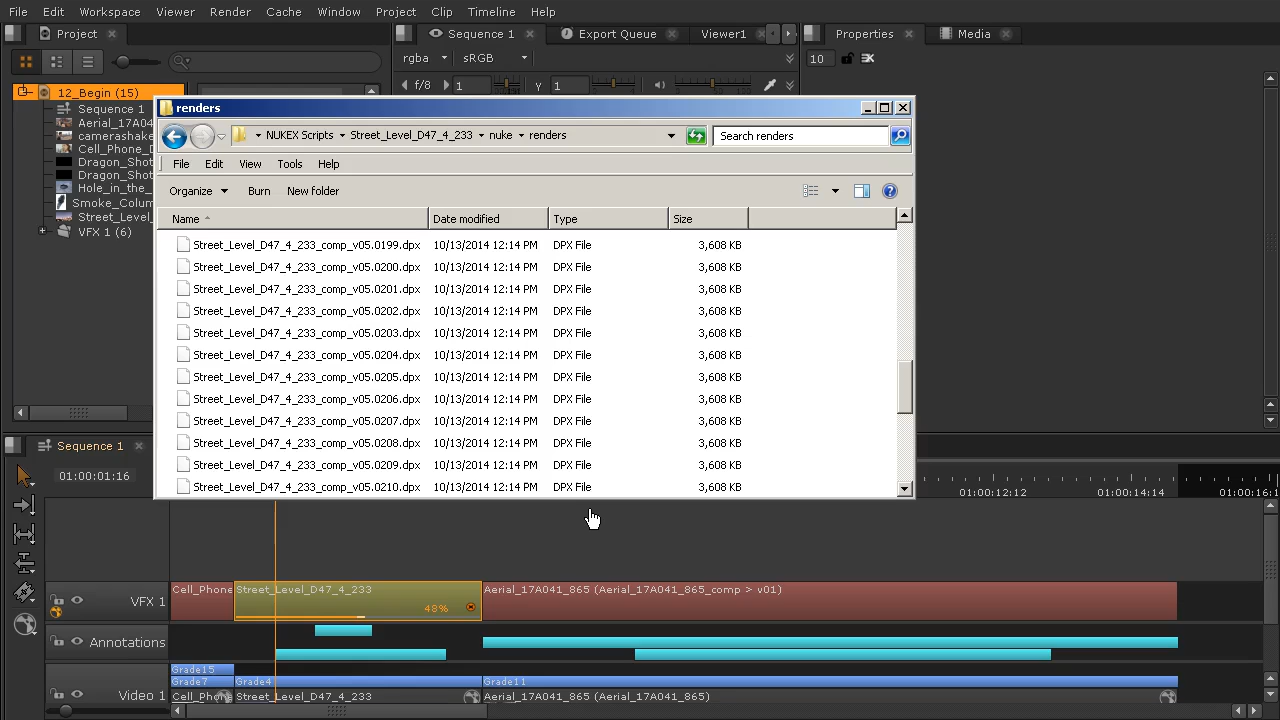 File Edit Workspace Viewer Render Cache Window Project Clip Timeline Help
Project
Sequence 1 Export Queue Viewer1
Properties Media
rgba sRGB
10
f/8 1 y 1
12_Begin (15)
Sequence 1
Aerial_17A04
camerashake
Cell_Phone_D
Dragon_Shot
Dragon_Shot
Hole_in_the_
Smoke_Colum
Street_Level_
VFX 1 (6)
renders
NUKEX Scripts Street_Level_D47_4_233 nuke renders
Search renders
File Edit View Tools Help
Organize Burn New folder
Name Date modified Type Size
Street_Level_D47_4_233_comp_v05.0199.dpx 10/13/2014 12:14 PM DPX File 3,608 KB
Street_Level_D47_4_233_comp_v05.0200.dpx 10/13/2014 12:14 PM DPX File 3,608 KB
Street_Level_D47_4_233_comp_v05.0201.dpx 10/13/2014 12:14 PM DPX File 3,608 KB
Street_Level_D47_4_233_comp_v05.0202.dpx 10/13/2014 12:14 PM DPX File 3,608 KB
Street_Level_D47_4_233_comp_v05.0203.dpx 10/13/2014 12:14 PM DPX File 3,608 KB
Street_Level_D47_4_233_comp_v05.0204.dpx 10/13/2014 12:14 PM DPX File 3,608 KB
Street_Level_D47_4_233_comp_v05.0205.dpx 10/13/2014 12:14 PM DPX File 3,608 KB
Street_Level_D47_4_233_comp_v05.0206.dpx 10/13/2014 12:14 PM DPX File 3,608 KB
Street_Level_D47_4_233_comp_v05.0207.dpx 10/13/2014 12:14 PM DPX File 3,608 KB
Street_Level_D47_4_233_comp_v05.0208.dpx 10/13/2014 12:14 PM DPX File 3,608 KB
Street_Level_D47_4_233_comp_v05.0209.dpx 10/13/2014 12:14 PM DPX File 3,608 KB
Street_Level_D47_4_233_comp_v05.0210.dpx 10/13/2014 12:14 PM DPX File 3,608 KB
Sequence 1
01:00:01:16
01:00:12:12 01:00:14:14 01:00:16:1
VFX 1
Cell_Phone Street_Level_D47_4_233 Aerial_17A041_865 (Aerial_17A041_865_comp > v01)
48%
Annotations
Grade15
Grade7 Grade4 Grade11
Video 1
Cell_Phon Street_Level_D47_4_233 Aerial_17A041_865 (Aerial_17A041_865)